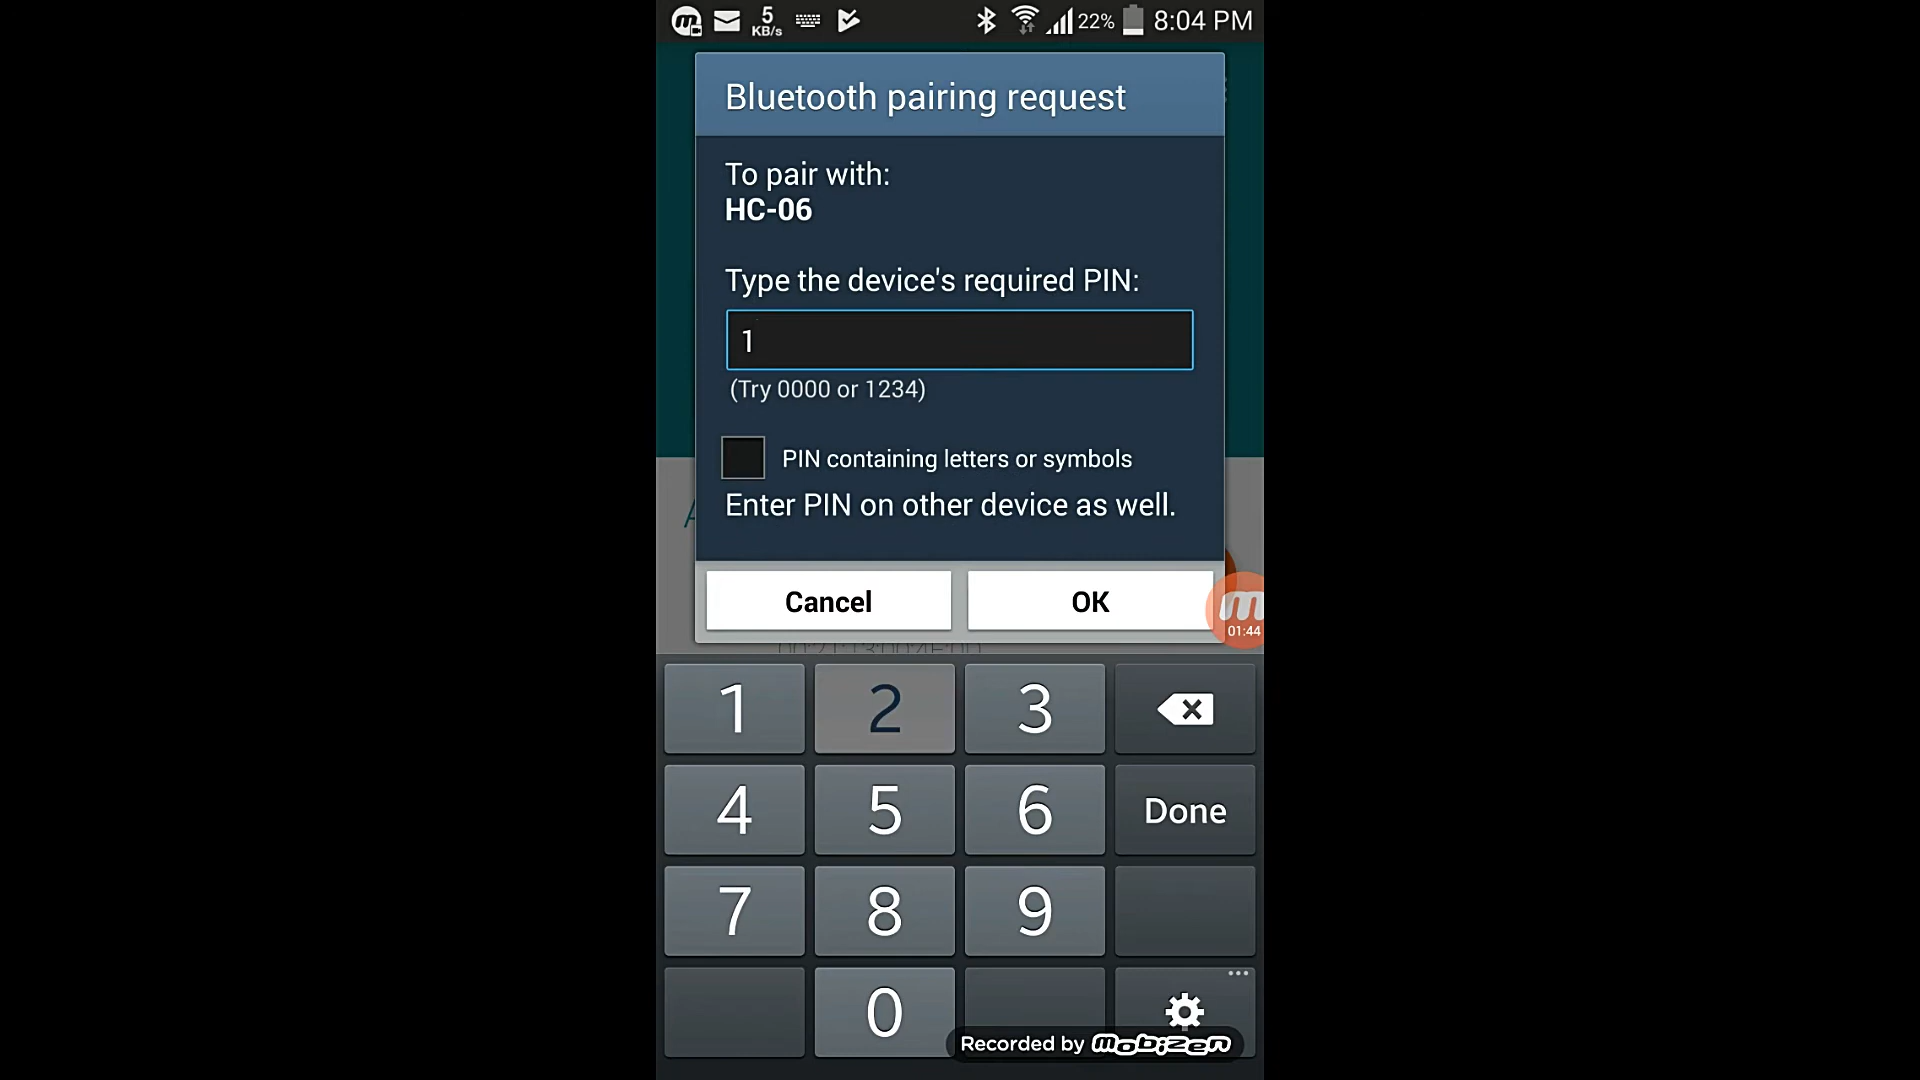 5
KB/s
22%
8:04 PM
Bluetooth pairing request
To pair with:
HC-06
Type the device's required PIN:
1
(Try 0000 or 1234)
PIN containing letters or symbols
Enter PIN on other device as well.
Cancel
OK
01:44
1
2
3
4
5
6
Done
7
8
9
0
Recorded by mobizen